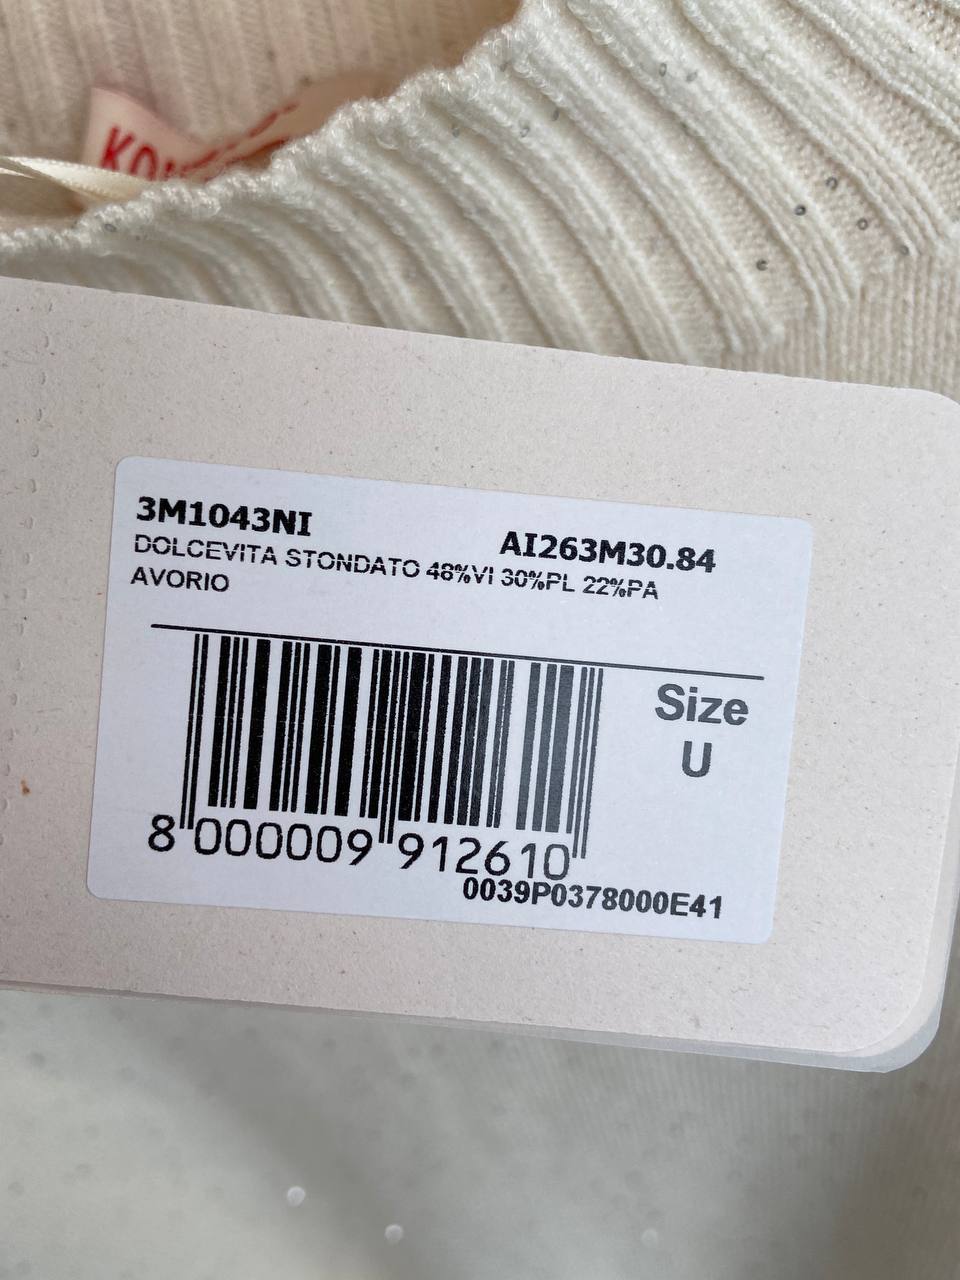 3M1043NI
AI263M30.84
DOLCEVITA STONDATO 48%VI 30%PL 22%PA
AVORIO
Size
U
8 000009 912610
0039P0378000E41